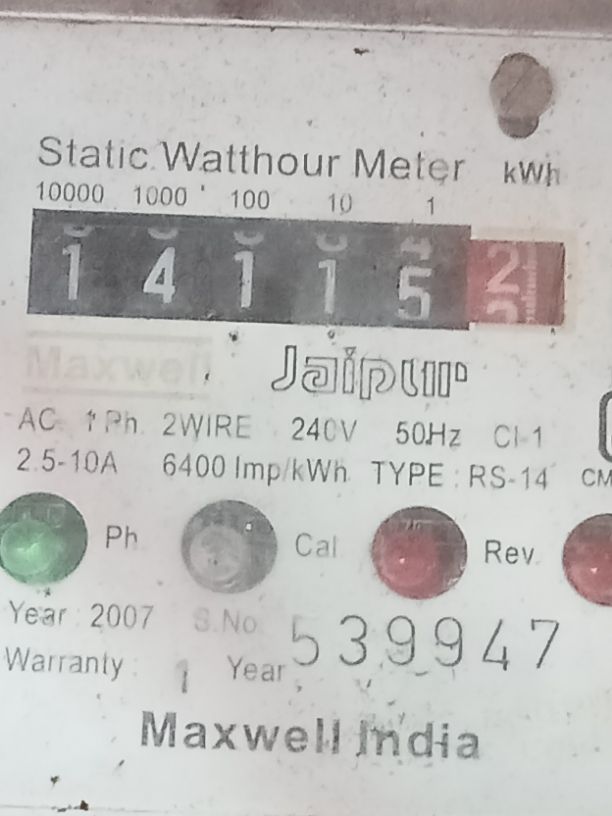 Static Watthour Meter kWh
10000 1000 100 10 1
1 4 1 1 5 2
Maxwell
Jaipur
AC 1 Ph 2WIRE 240V 50Hz Cl-1
2.5-10A 6400 Imp/kWh TYPE : RS-14 CM
Ph Cal Rev.
Year : 2007 S.No 539947
Warranty : 1 Year
Maxwell India